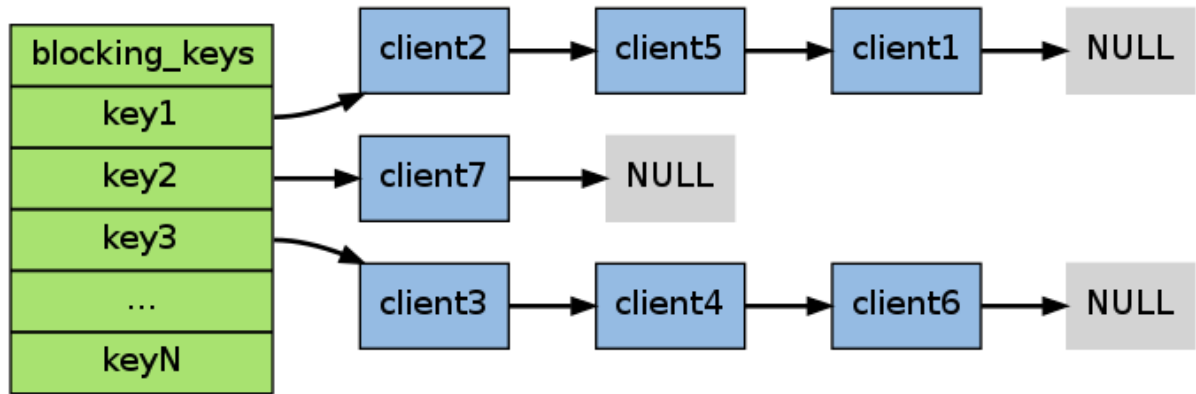 blocking_keys
key1
key2
key3
...
keyN
client2 client5 client1 NULL
client7 NULL
client3 client4 client6 NULL